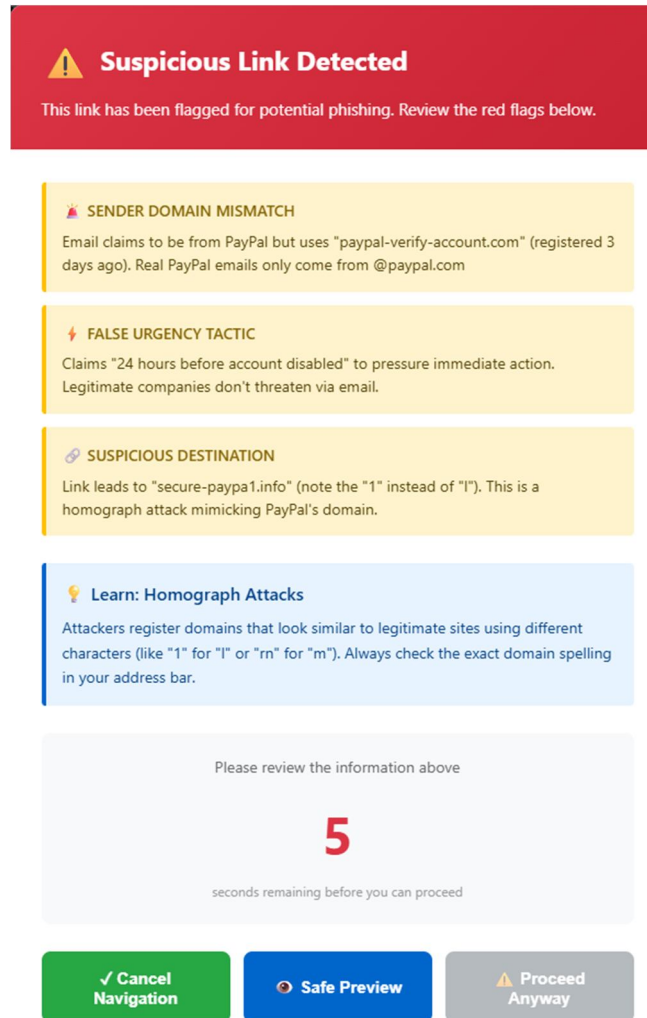 ⚠️ Suspicious Link Detected
This link has been flagged for potential phishing. Review the red flags below.
🚨 SENDER DOMAIN MISMATCH
Email claims to be from PayPal but uses "paypal-verify-account.com" (registered 3
days ago). Real PayPal emails only come from @paypal.com
⚡ FALSE URGENCY TACTIC
Claims "24 hours before account disabled" to pressure immediate action.
Legitimate companies don't threaten via email.
🔗 SUSPICIOUS DESTINATION
Link leads to "secure-paypa1.info" (note the "1" instead of "l"). This is a
homograph attack mimicking PayPal's domain.
💡 Learn: Homograph Attacks
Attackers register domains that look similar to legitimate sites using different
characters (like "1" for "l" or "rn" for "m"). Always check the exact domain spelling
in your address bar.
Please review the information above
5
seconds remaining before you can proceed
✓ Cancel
Navigation
👁️ Safe Preview
⚠️ Proceed
Anyway